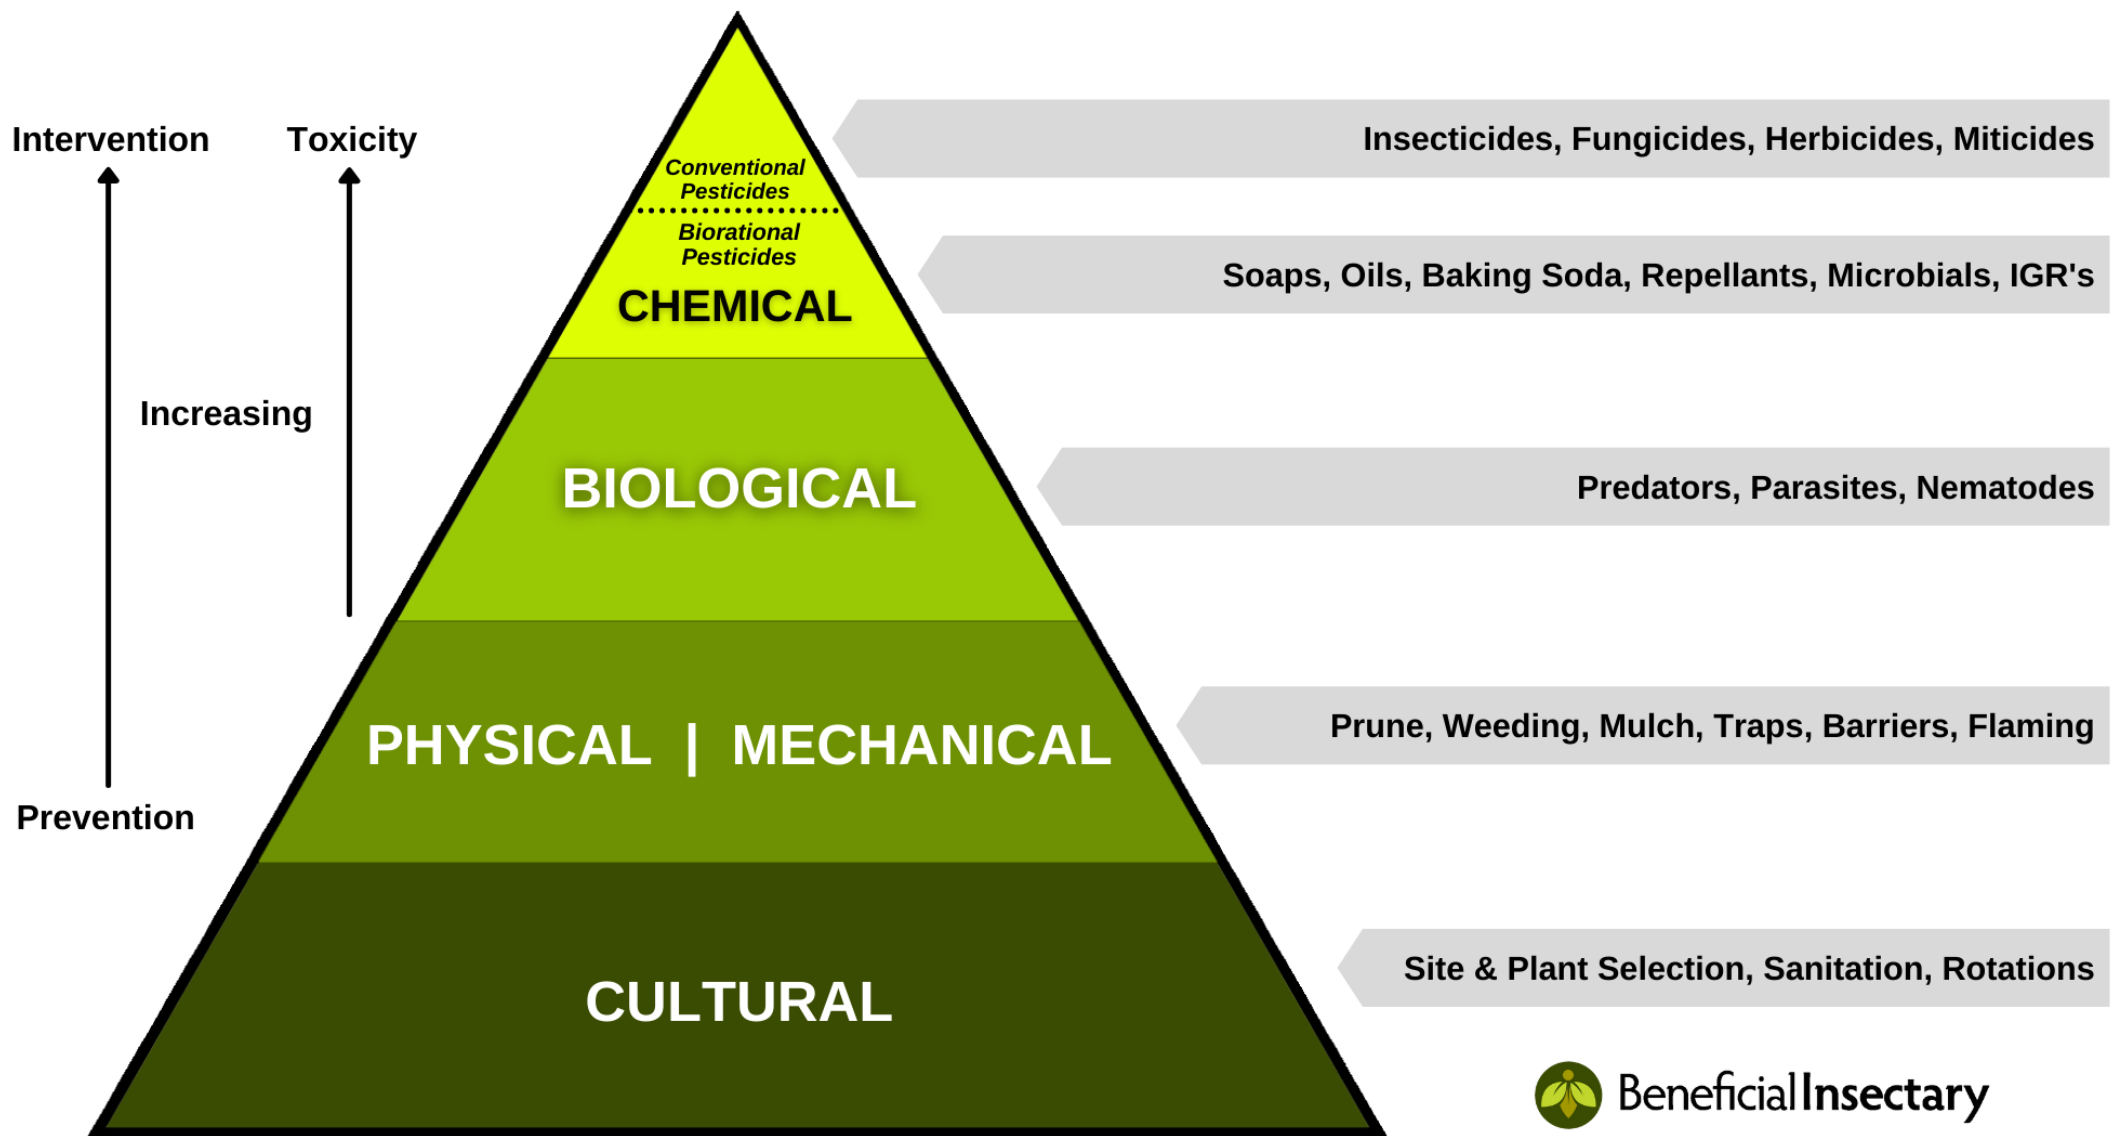 Intervention
Toxicity
Increasing
Prevention
Conventional
Pesticides
Biorational
Pesticides
CHEMICAL
BIOLOGICAL
PHYSICAL | MECHANICAL
CULTURAL
Insecticides, Fungicides, Herbicides, Miticides
Soaps, Oils, Baking Soda, Repellants, Microbials, IGR's
Predators, Parasites, Nematodes
Prune, Weeding, Mulch, Traps, Barriers, Flaming
Site & Plant Selection, Sanitation, Rotations
BeneficialInsectary